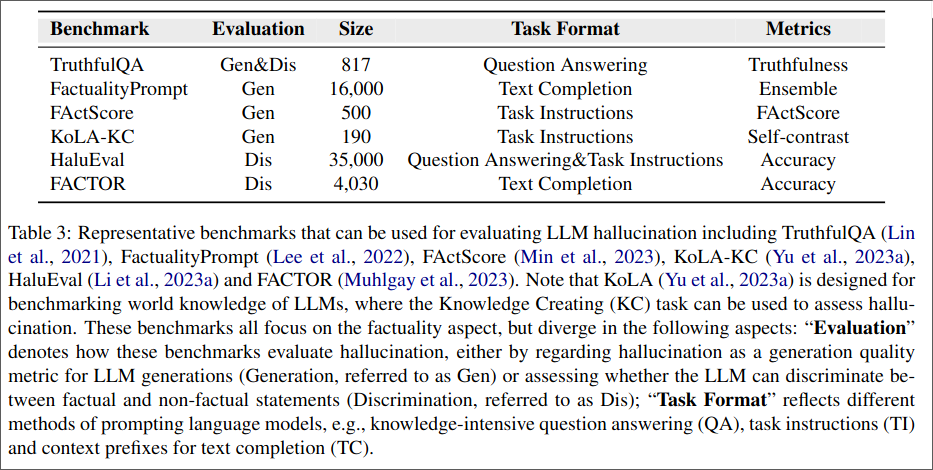 Benchmark Evaluation Size Task Format Metrics
TruthfulQA Gen&Dis 817 Question Answering Truthfulness
FactualityPrompt Gen 16,000 Text Completion Ensemble
FActScore Gen 500 Task Instructions FActScore
KoLA-KC Gen 190 Task Instructions Self-contrast
HaluEval Dis 35,000 Question Answering&Task Instructions Accuracy
FACTOR Dis 4,030 Text Completion Accuracy
Table 3: Representative benchmarks that can be used for evaluating LLM hallucination including TruthfulQA (Lin
et al., 2021), FactualityPrompt (Lee et al., 2022), FActScore (Min et al., 2023), KoLA-KC (Yu et al., 2023a),
HaluEval (Li et al., 2023a) and FACTOR (Muhlgay et al., 2023). Note that KoLA (Yu et al., 2023a) is designed for
benchmarking world knowledge of LLMs, where the Knowledge Creating (KC) task can be used to assess hallu-
cination. These benchmarks all focus on the factuality aspect, but diverge in the following aspects: “Evaluation”
denotes how these benchmarks evaluate hallucination, either by regarding hallucination as a generation quality
metric for LLM generations (Generation, referred to as Gen) or assessing whether the LLM can discriminate be-
tween factual and non-factual statements (Discrimination, referred to as Dis); “Task Format” reflects different
methods of prompting language models, e.g., knowledge-intensive question answering (QA), task instructions (TI)
and context prefixes for text completion (TC).